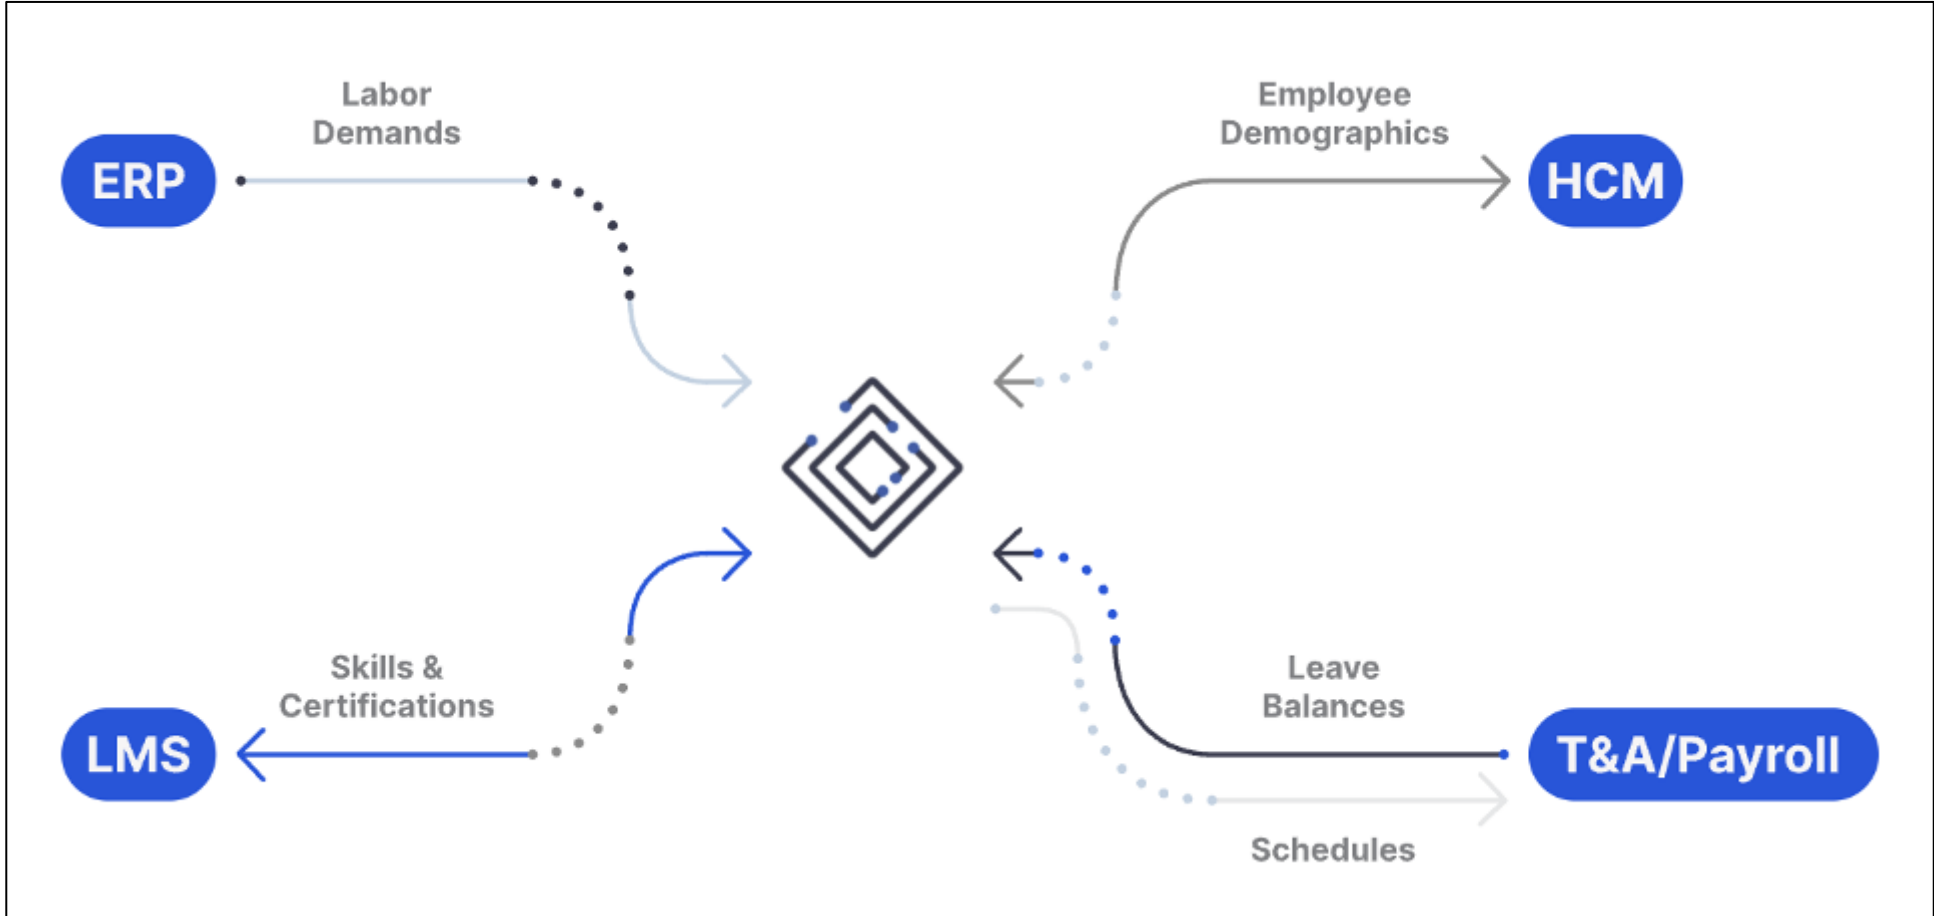 Labor
Demands
Employee
Demographics
ERP
HCM
Skills &
Certifications
Leave
Balances
LMS
T&A/Payroll
Schedules